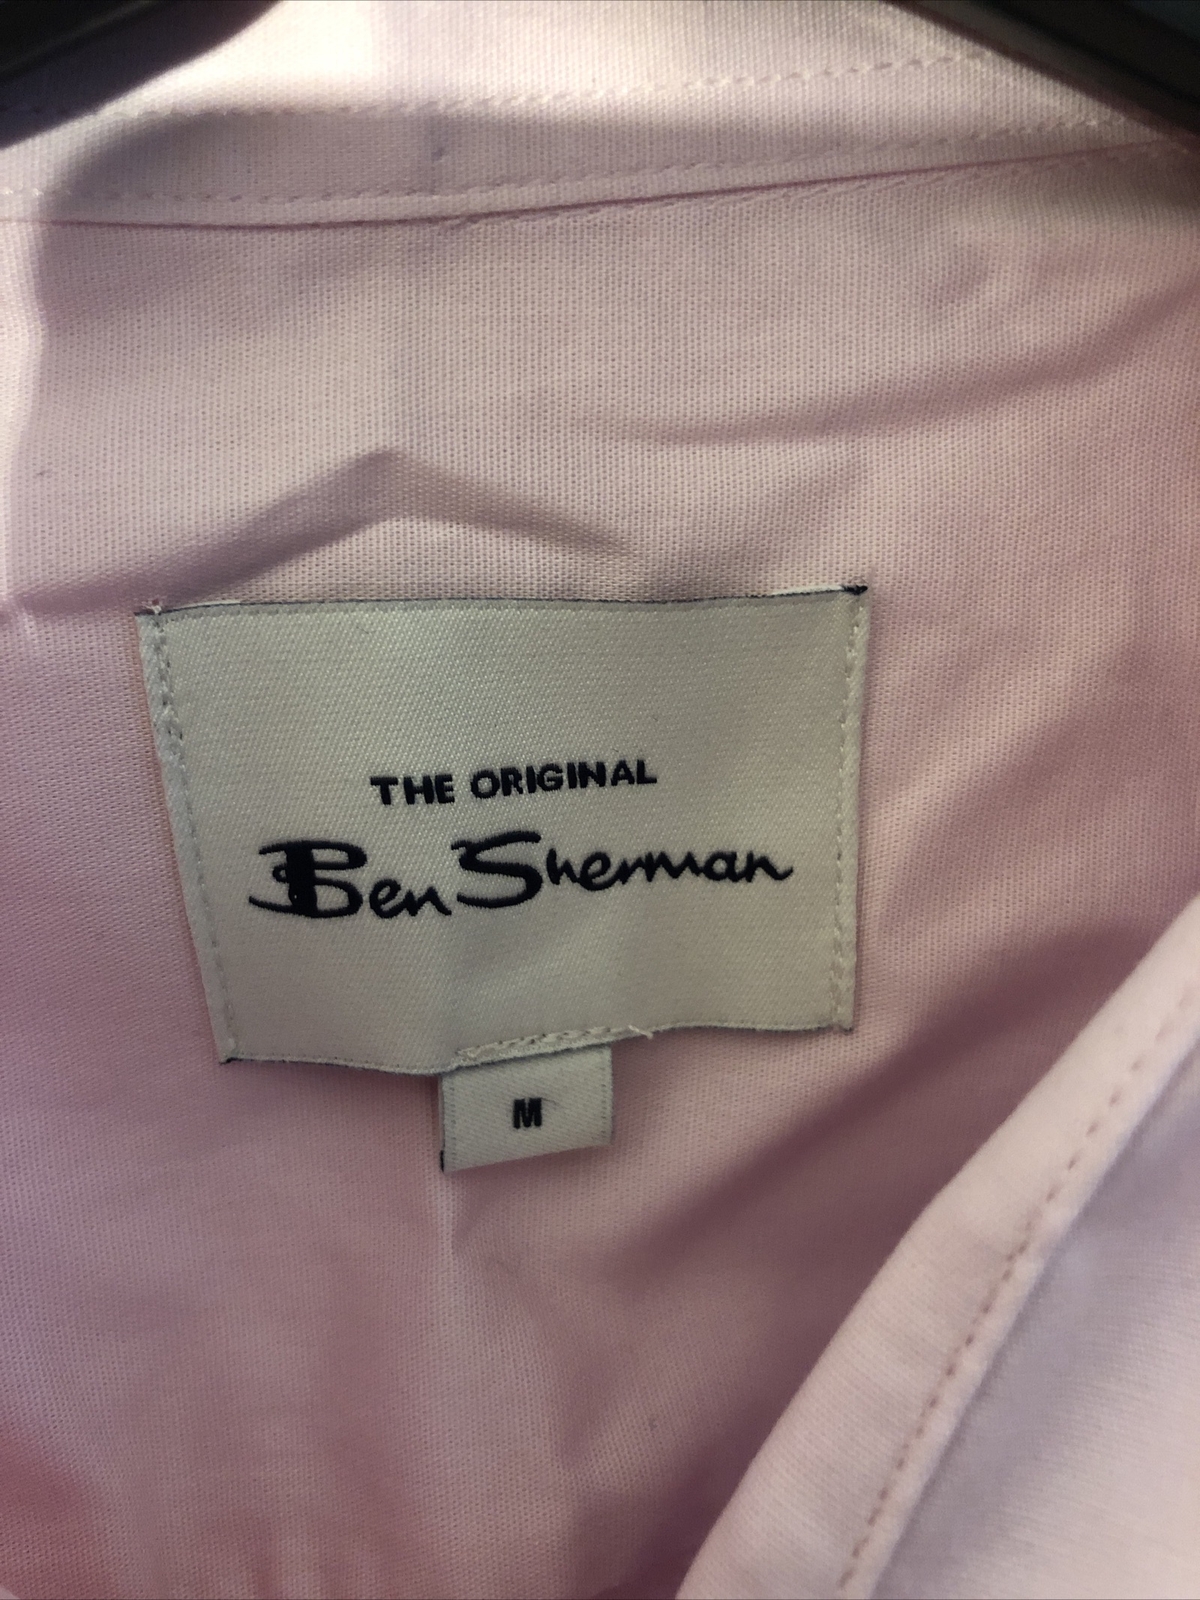 THE ORIGINAL
Ben Sherman
M